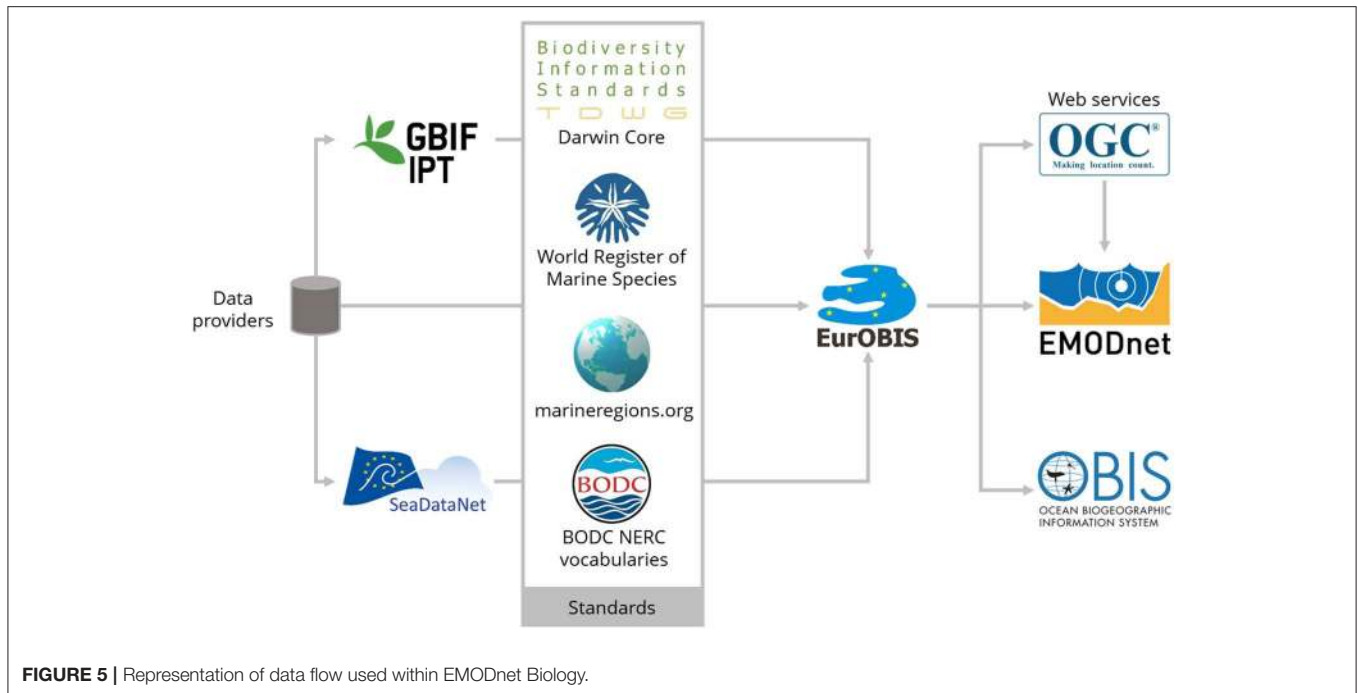 Biodiversity
Information
Standards
T D W G
Darwin Core
World Register of
Marine Species
marineregions.org
BODC
BODC NERC
vocabularies
Standards
Data
providers
GBIF
IPT
SeaDataNet
EurOBIS
Web services
OGC®
Making location count.
EMODnet
OBIS
OCEAN BIOGEOGRAPHIC
INFORMATION SYSTEM
FIGURE 5 | Representation of data flow used within EMODnet Biology.